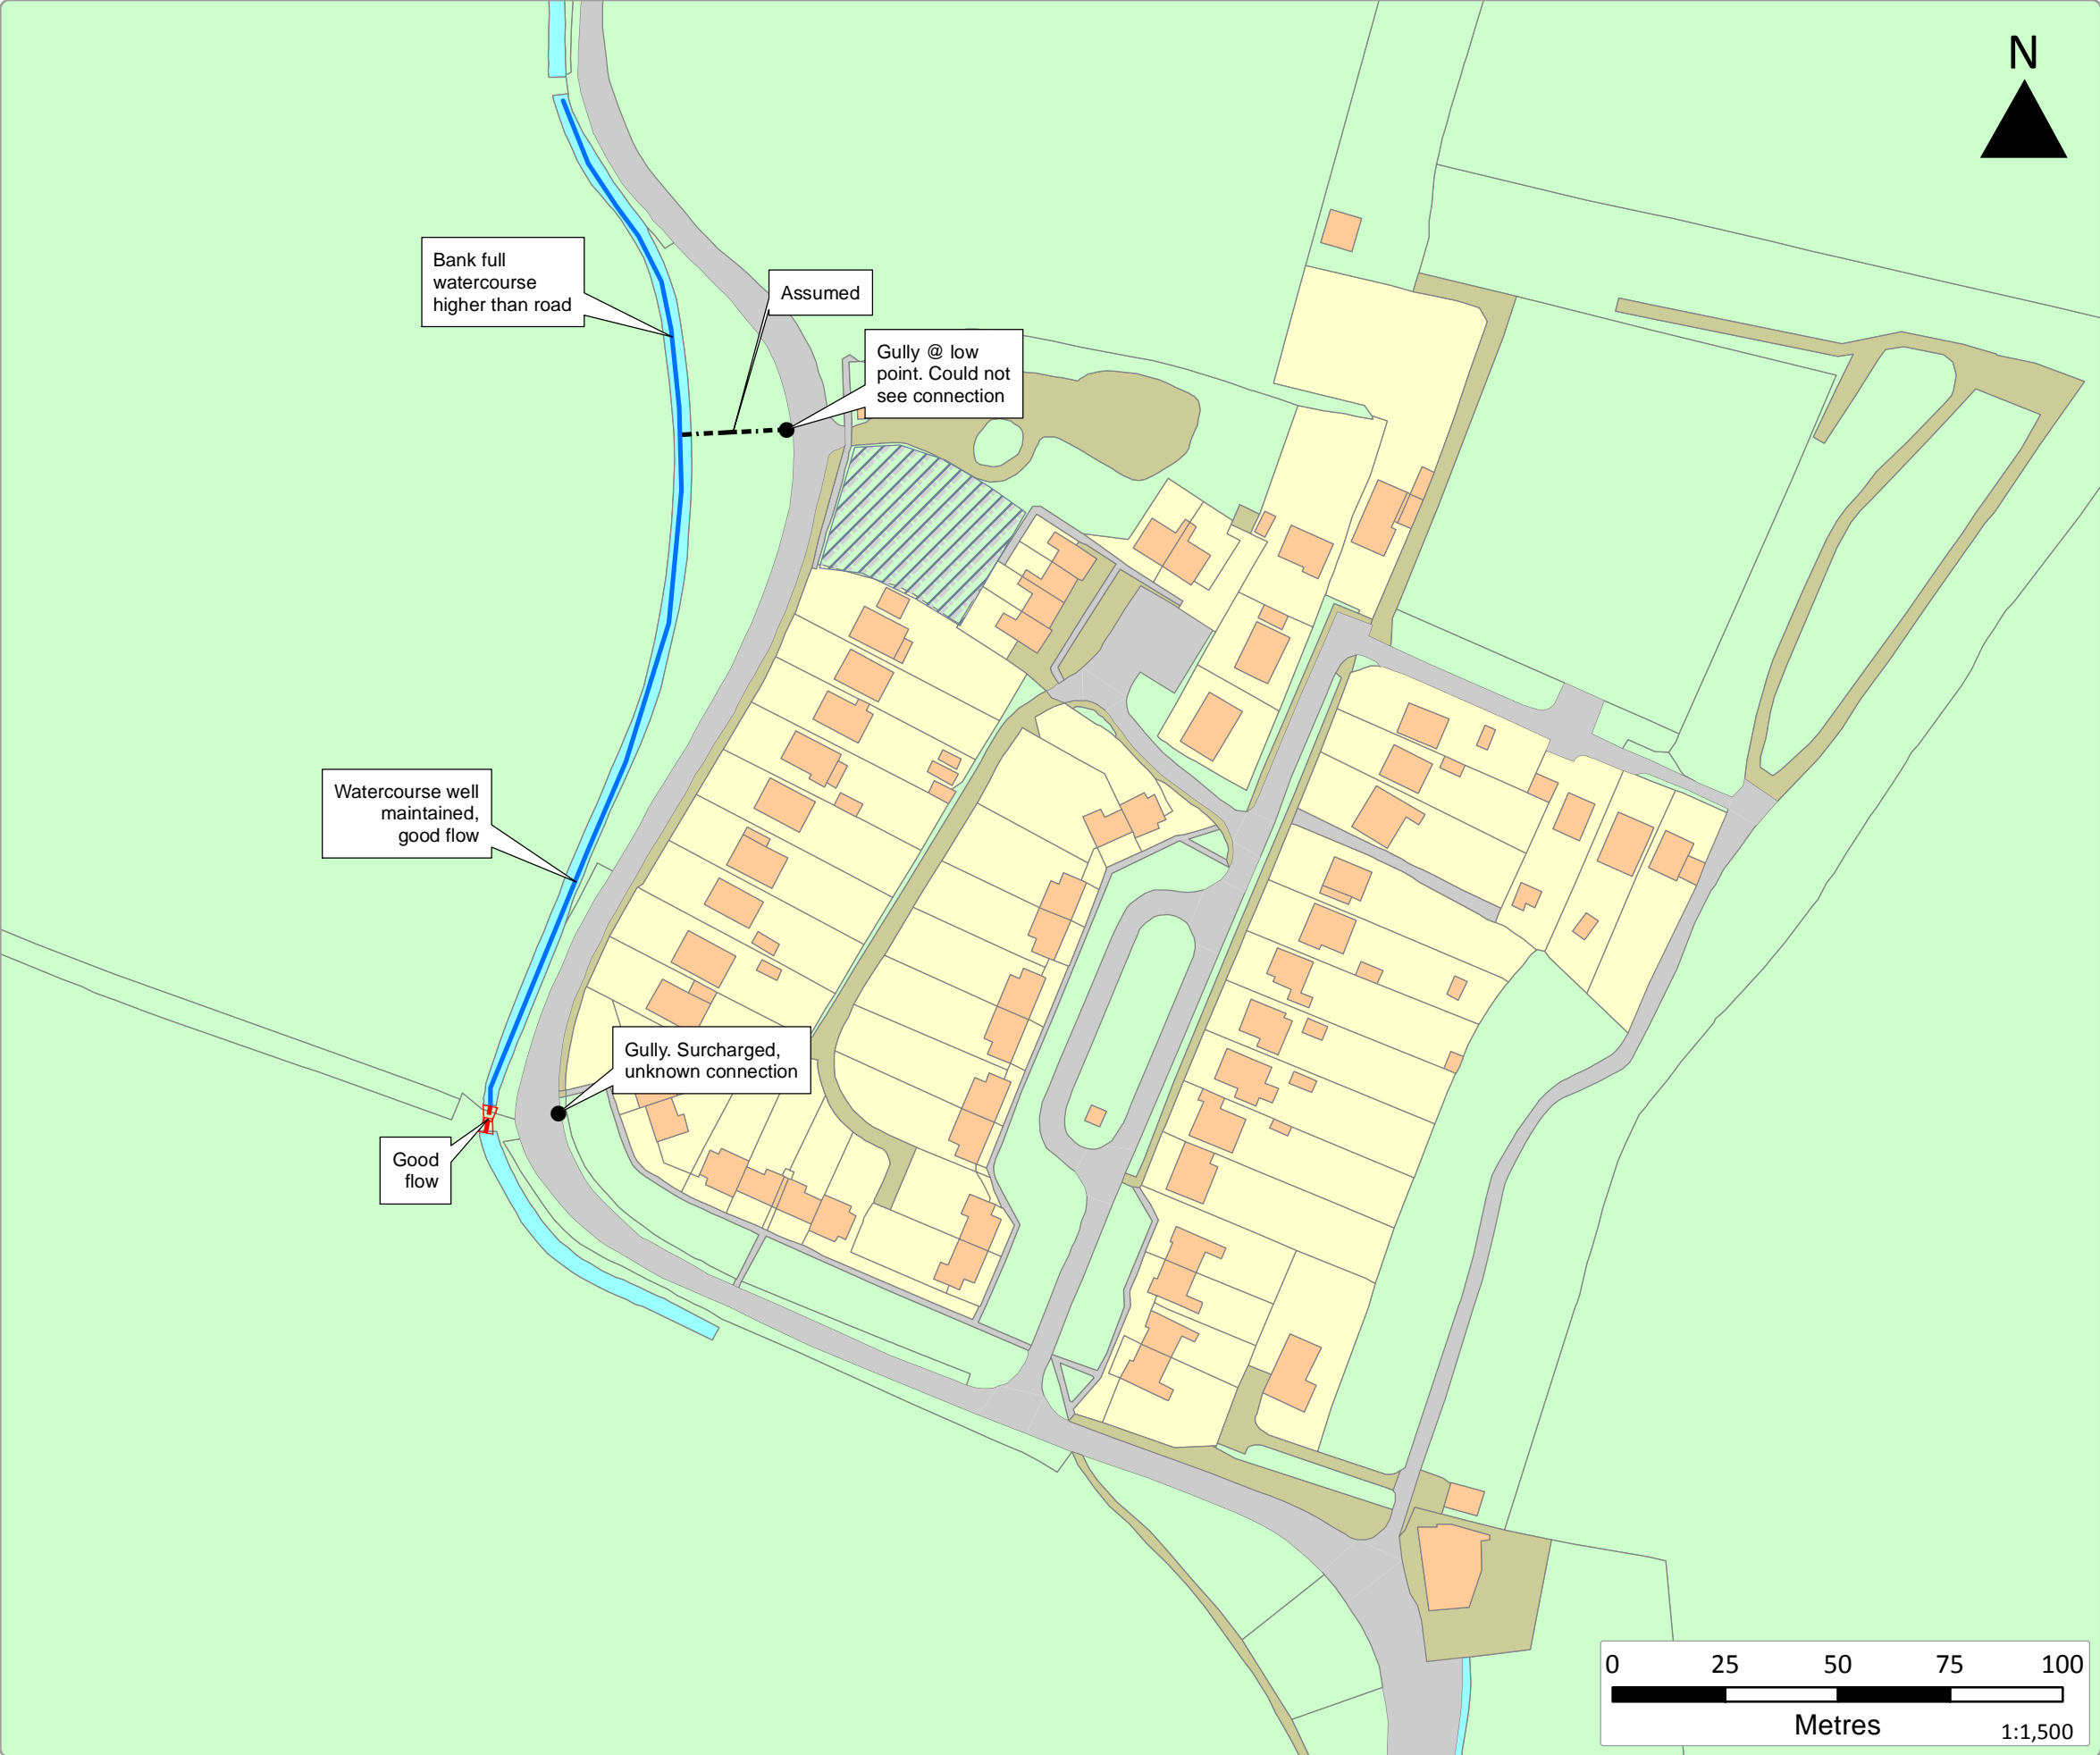 N
Bank full
watercourse
higher than road
Assumed
Gully @ low
point. Could not
see connection
Watercourse well
maintained,
good flow
Gully. Surcharged,
unknown connection
Good
flow
0 25 50 75 100
Metres
1:1,500